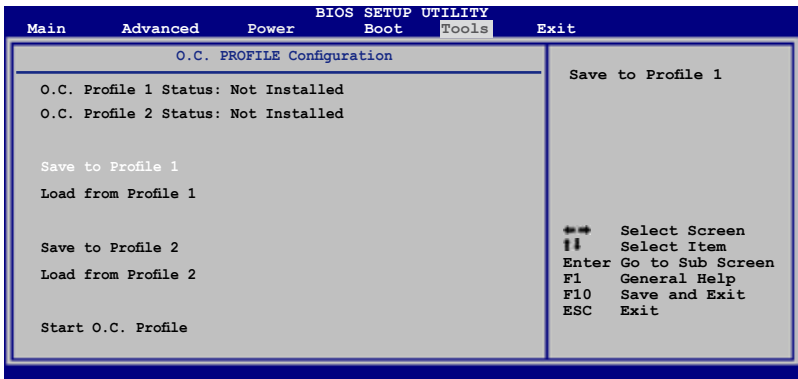 BIOS SETUP UTILITY
Main Advanced Power Boot Tools Exit
O.C. PROFILE Configuration
O.C. Profile 1 Status: Not Installed
O.C. Profile 2 Status: Not Installed
Save to Profile 1
Load from Profile 1
Save to Profile 2
Load from Profile 2
Start O.C. Profile
Save to Profile 1
←→ Select Screen
↑↓ Select Item
Enter Go to Sub Screen
F1 General Help
F10 Save and Exit
ESC Exit